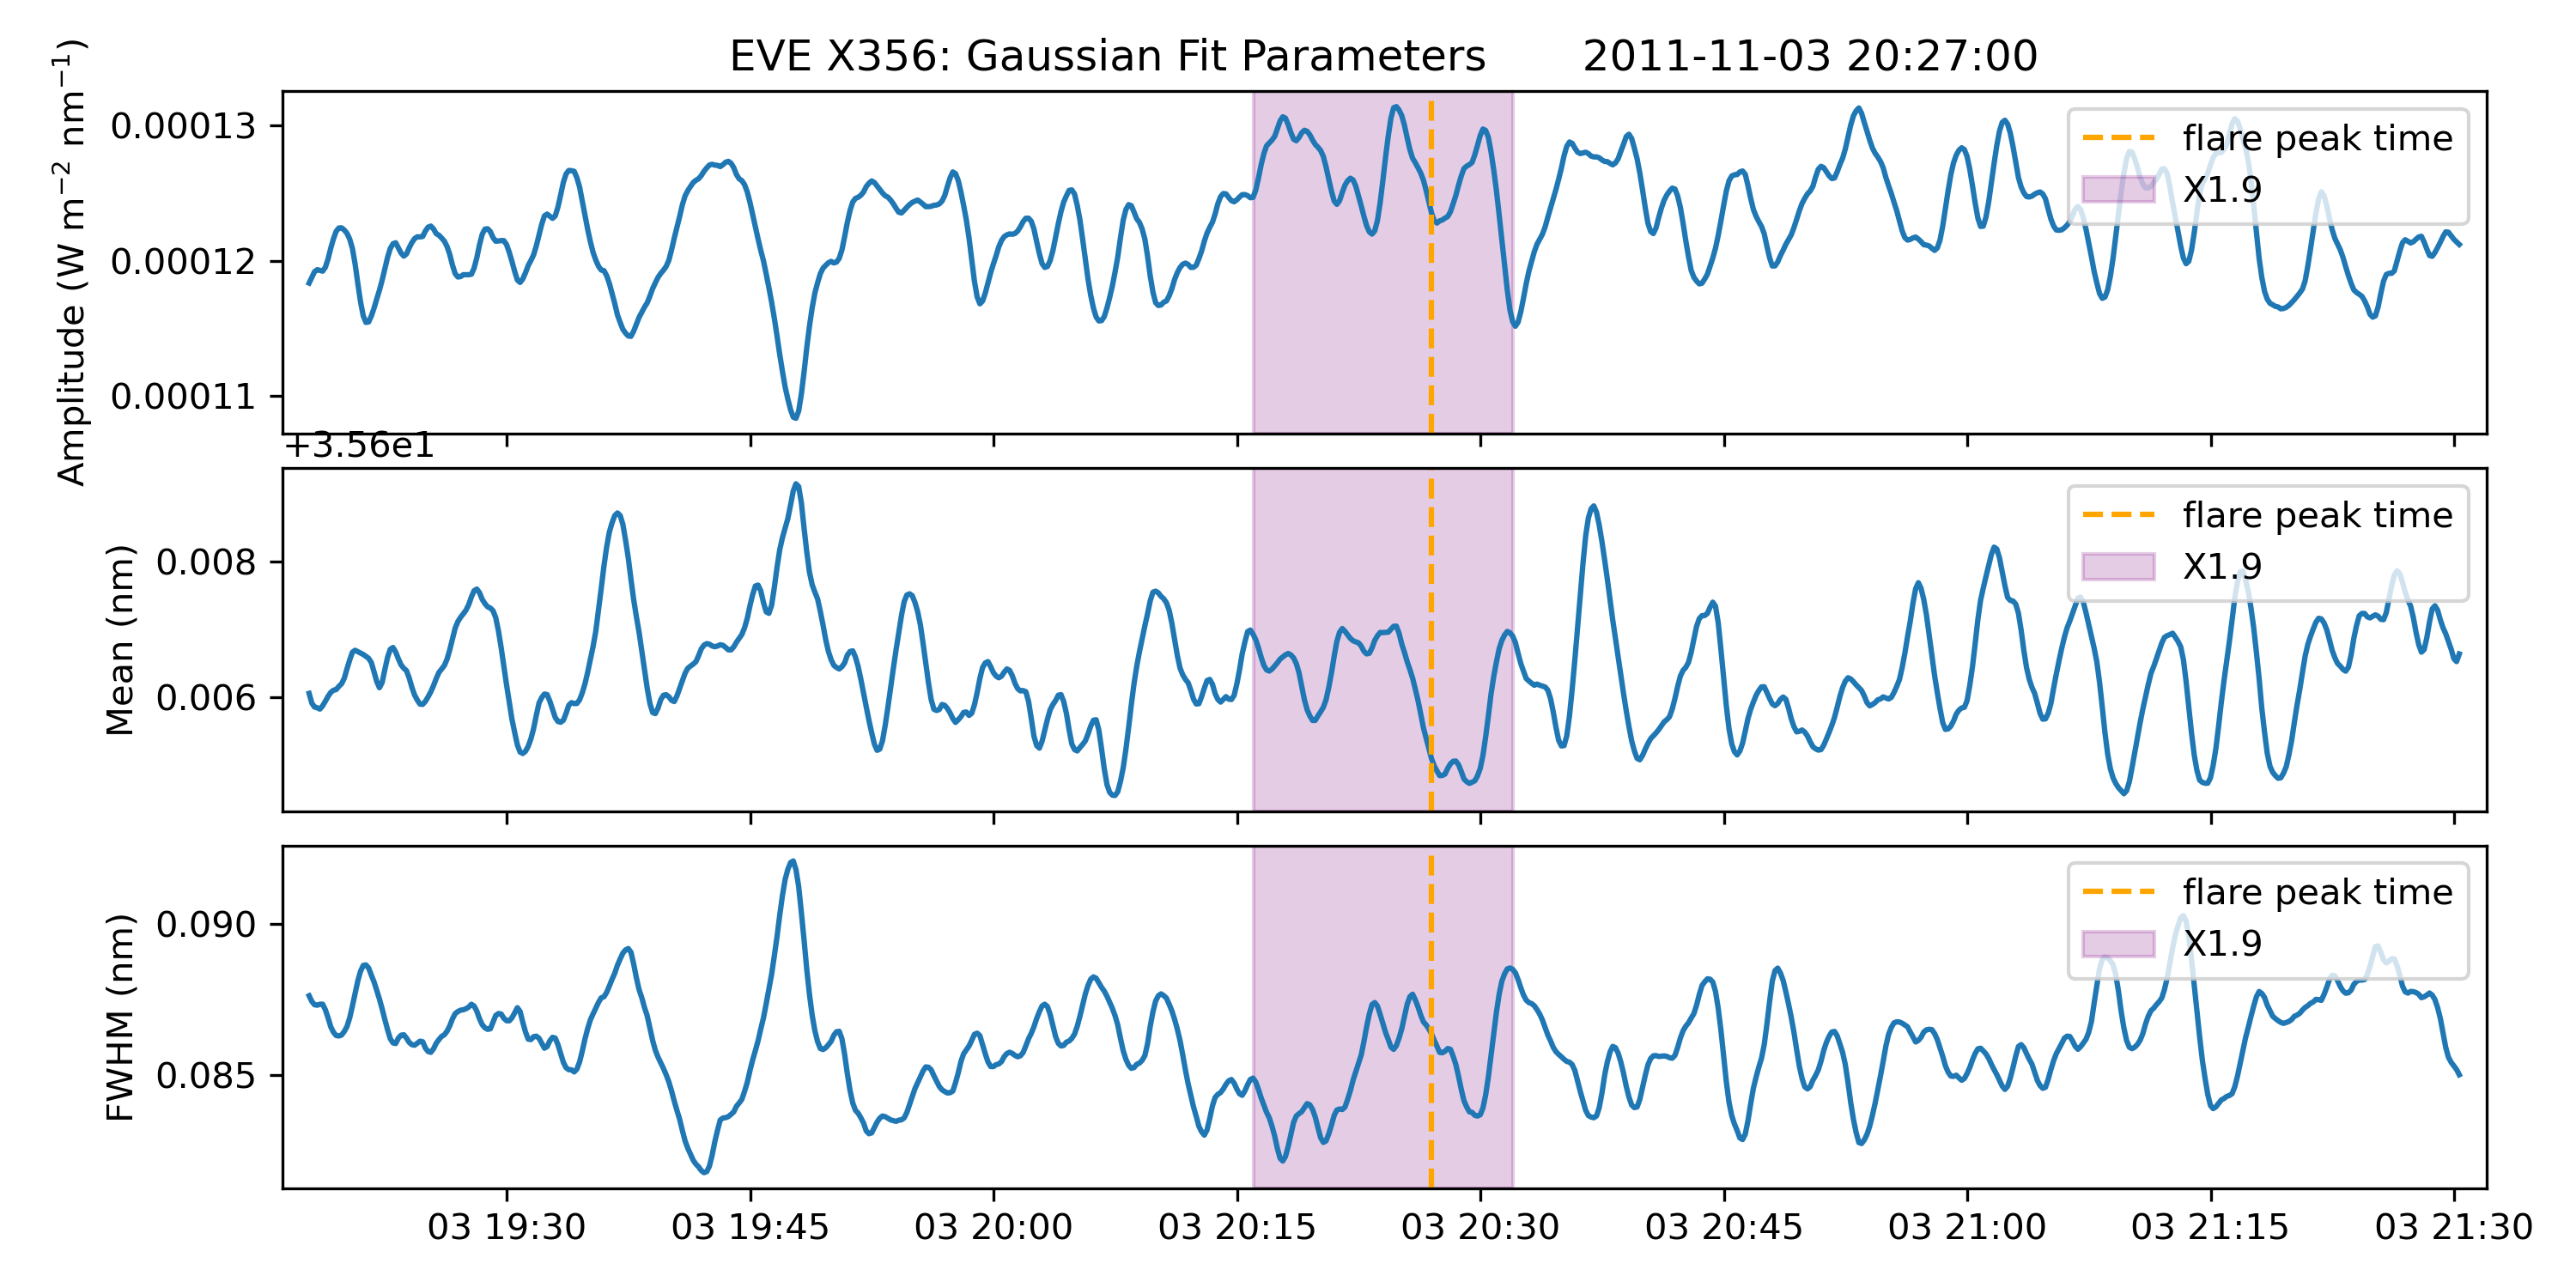 EVE X356: Gaussian Fit Parameters 2011-11-03 20:27:00
Amplitude (W m⁻² nm⁻¹)
0.00013
0.00012
0.00011
flare peak time
X1.9
+3.56e1
Mean (nm)
0.008
0.006
flare peak time
X1.9
FWHM (nm)
0.090
0.085
flare peak time
X1.9
03 19:30 03 19:45 03 20:00 03 20:15 03 20:30 03 20:45 03 21:00 03 21:15 03 21:30